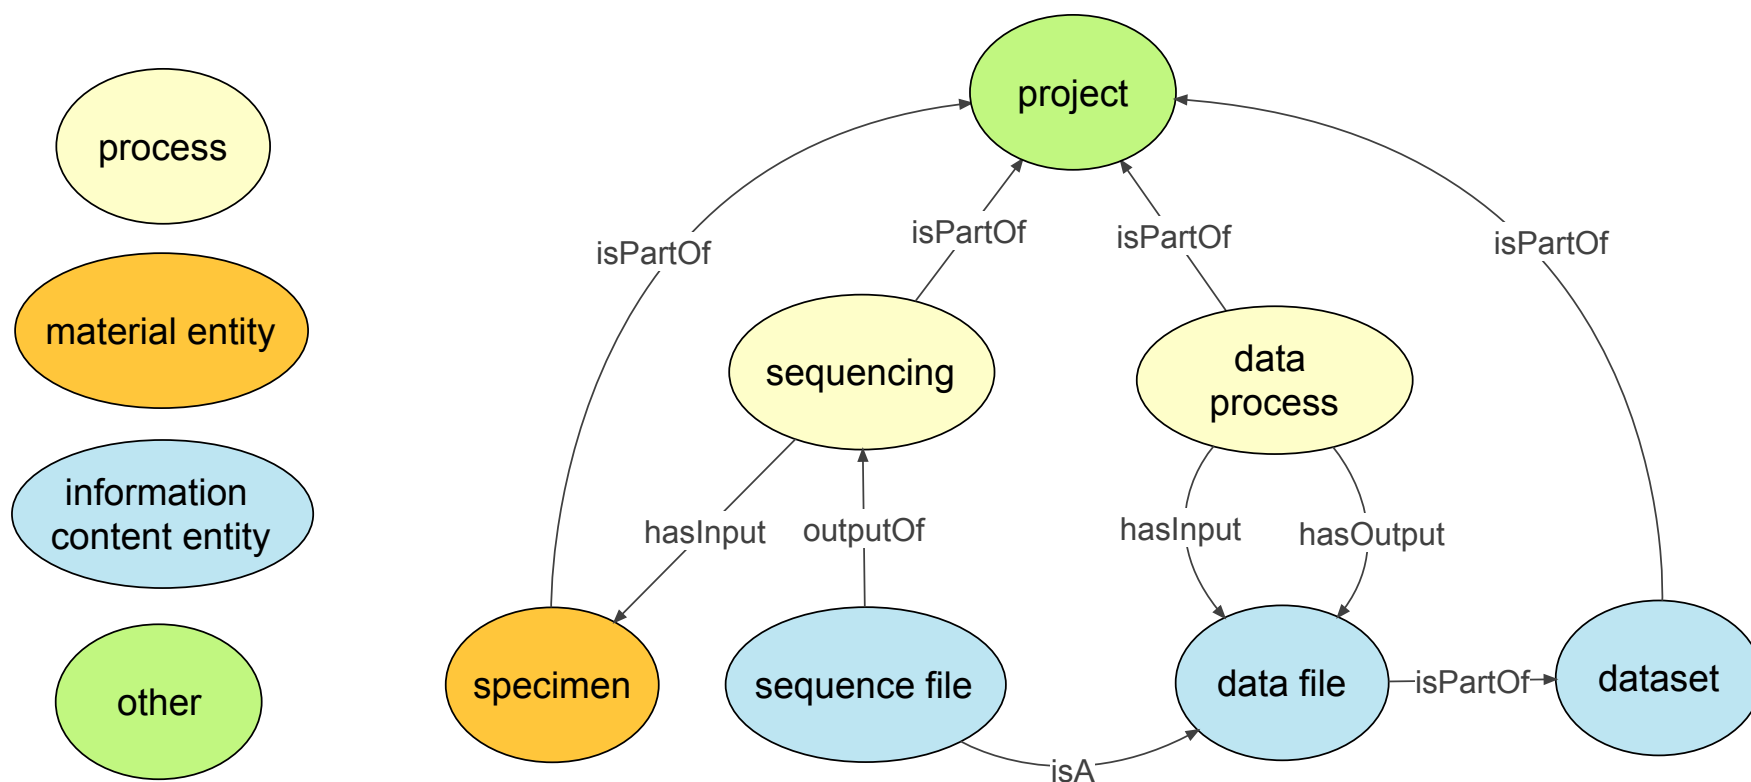 process
material entity
information
content entity
other
project
isPartOf
isPartOf
isPartOf
isPartOf
sequencing
data
process
hasInput
outputOf
hasInput
hasOutput
specimen
sequence file
data file
isPartOf
dataset
isA